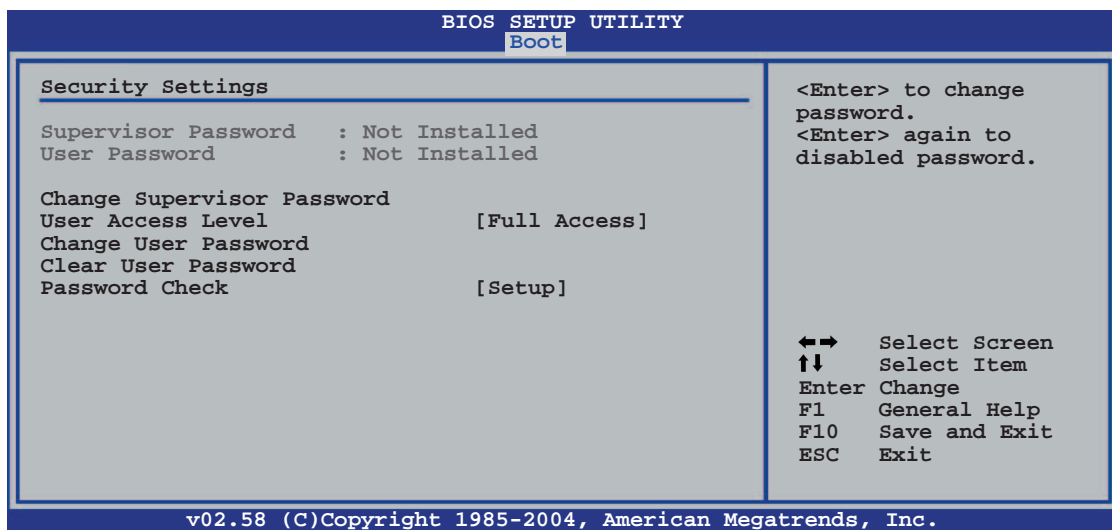 BIOS SETUP UTILITY
Boot
Security Settings
Supervisor Password : Not Installed
User Password : Not Installed
Change Supervisor Password
User Access Level [Full Access]
Change User Password
Clear User Password
Password Check [Setup]
<Enter> to change
password.
<Enter> again to
disabled password.
←→ Select Screen
↑↓ Select Item
Enter Change
F1 General Help
F10 Save and Exit
ESC Exit
v02.58 (C)Copyright 1985-2004, American Megatrends, Inc.